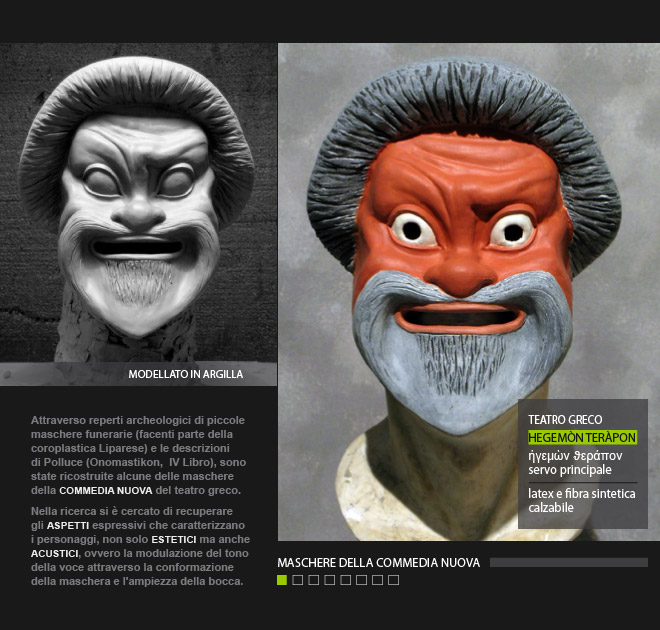 MODELLATO IN ARGILLA
Attraverso reperti archeologici di piccole
maschere funerarie (facenti parte della
coroplastica Liparese) e le descrizioni
di Polluce (Onomastikon,  IV Libro), sono
state ricostruite alcune delle maschere
della COMMEDIA NUOVA del teatro greco.
Nella ricerca si è cercato di recuperare
gli ASPETTI espressivi che caratterizzano
i personaggi, non solo ESTETICI ma anche
ACUSTICI, ovvero la modulazione del tono
della voce attraverso la conformazione
della maschera e l'ampiezza della bocca.
TEATRO GRECO
HEGEMÒN TERÀPON
ήγεμών ϑεράπον
servo principale
latex e fibra sintetica
calzabile
MASCHERE DELLA COMMEDIA NUOVA